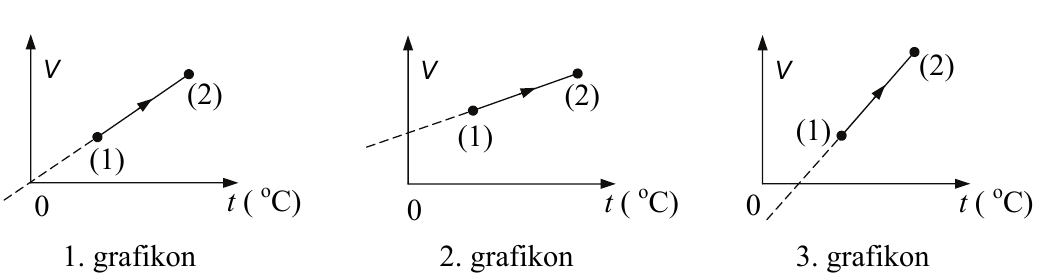 V
(2)
(1)
0
t ( °C)
1. grafikon
V
(2)
(1)
0
t ( °C)
2. grafikon
V
(2)
(1)
0
t ( °C)
3. grafikon